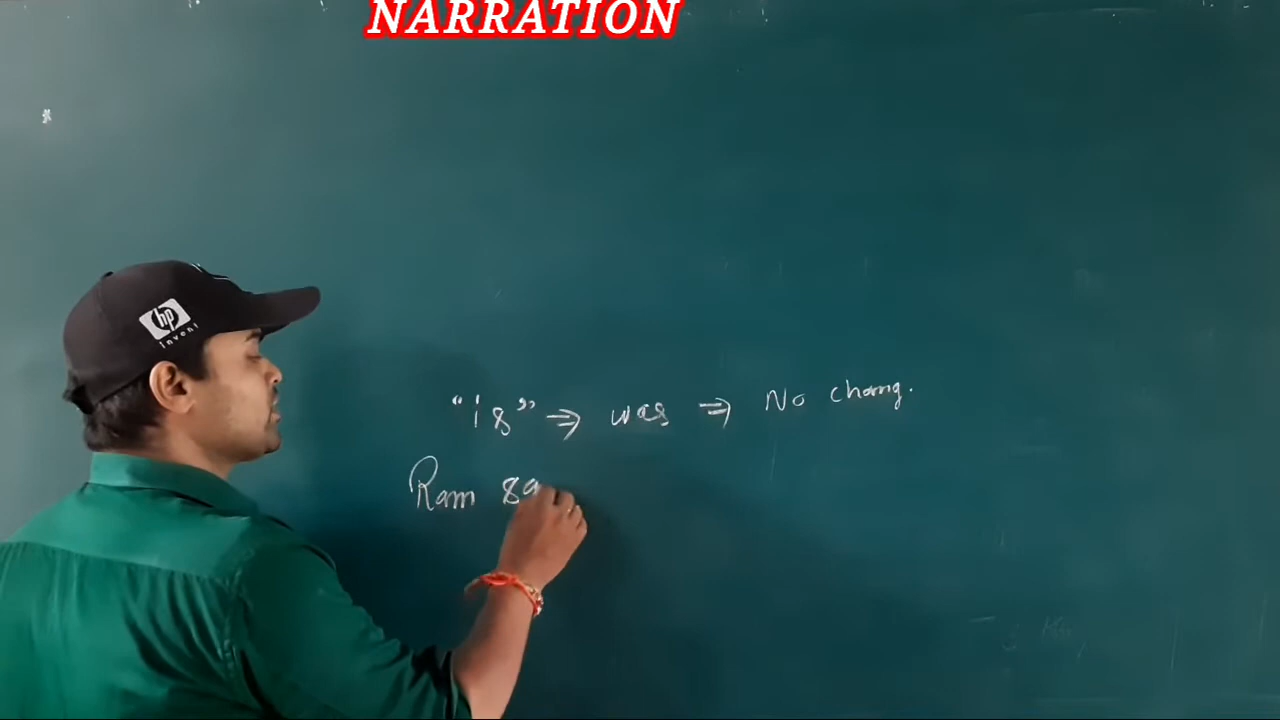 NARRATION
hp
invent
"is" ⇒ was ⇒ No chang.
Ram sa